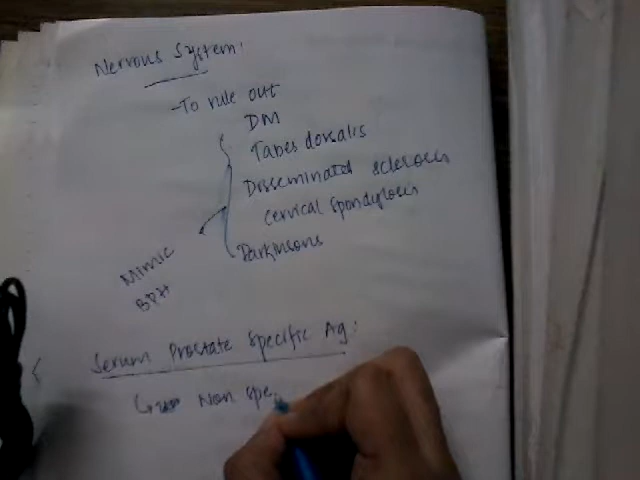 Nervous System:
- To rule out
DM
Tabes dorsalis
Disseminated sclerosis
Cervical spondylosis
Parkinsons
Mimic
BPH
Serum Prostate Specific Ag:
Non spe